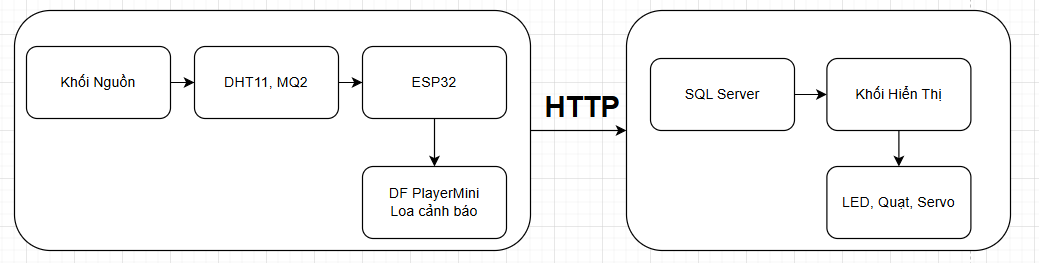 Khối Nguồn
DHT11, MQ2
ESP32
DF PlayerMini
Loa cảnh báo
HTTP
SQL Server
Khối Hiển Thị
LED, Quạt, Servo